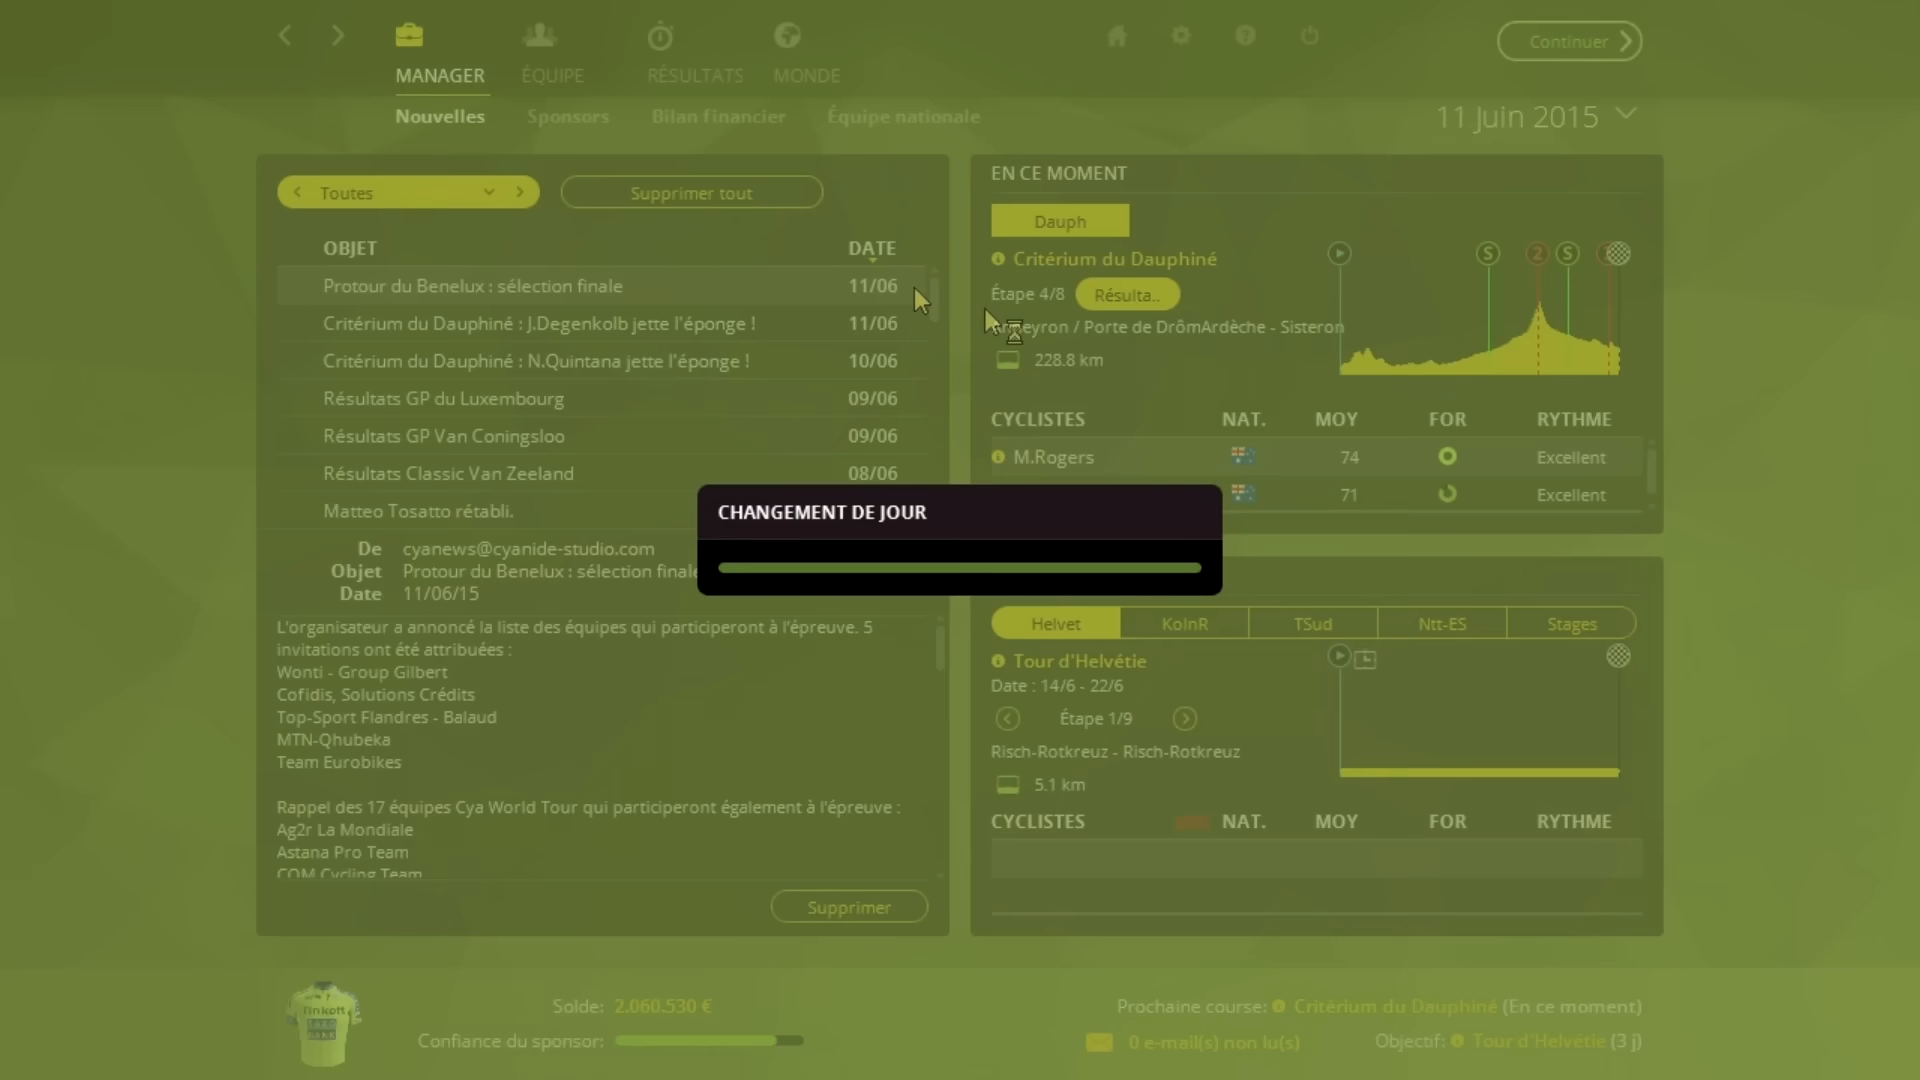 Continuer
MANAGER
ÉQUIPE
RÉSULTATS
MONDE
Nouvelles
Sponsors
Bilan financier
Équipe nationale
11 Juin 2015
Toutes
Supprimer tout
OBJET DATE
Protour du Benelux : sélection finale 11/06
Critérium du Dauphiné : J.Degenkolb jette l'éponge ! 11/06
Critérium du Dauphiné : N.Quintana jette l'éponge ! 10/06
Résultats GP du Luxembourg 09/06
Résultats GP Van Coningsloo 09/06
Résultats Classic Van Zeeland 08/06
Matteo Tosatto rétabli.
De cyanews@cyanide-studio.com
Objet Protour du Benelux : sélection finale
Date 11/06/15
L'organisateur a annoncé la liste des équipes qui participeront à l'épreuve. 5
invitations ont été attribuées :
Wonti - Group Gilbert
Cofidis, Solutions Crédits
Top-Sport Flandres - Balaud
MTN-Qhubeka
Team Eurobikes
Rappel des 17 équipes Cya World Tour qui participeront également à l'épreuve :
Ag2r La Mondiale
Astana Pro Team
COM Cycling Team
Supprimer
CHANGEMENT DE JOUR
EN CE MOMENT
Dauph
Critérium du Dauphiné
Étape 4/8
Résulta..
/ Porte de DrômArdèche - Sisteron
228.8 km
S 2 S
CYCLISTES NAT. MOY FOR RYTHME
M.Rogers 74 Excellent
71 Excellent
Helvet
KolnR
TSud
Ntt-ES
Stages
Tour d'Helvétie
Date : 14/6 - 22/6
Étape 1/9
Risch-Rotkreuz - Risch-Rotkreuz
5.1 km
CYCLISTES NAT. MOY FOR RYTHME
Tinkoff
SAXO
BANK
Solde: 2.060.530 €
Confiance du sponsor:
Prochaine course: Critérium du Dauphiné (En ce moment)
0 e-mail(s) non lu(s)
Objectif: Tour d'Helvétie (3 j)